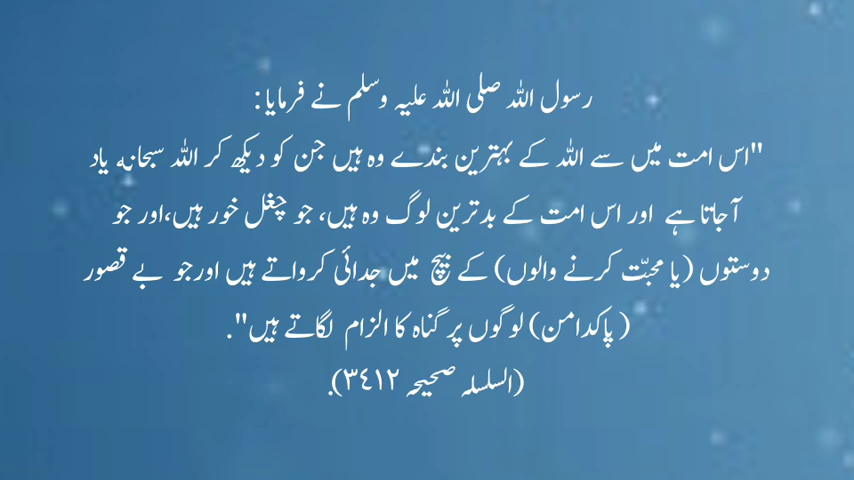 رسول اللہ صلی اللہ علیہ وسلم نے فرمایا:
"اس امت میں سے اللہ کے بہترین بندے وہ ہیں جن کو دیکھ کر اللہ سبحانه یاد
آجاتا ہے اور اس امت کے بدترین لوگ وہ ہیں، جو چغل خور ہیں،اور جو
دوستوں (یا محبّت کرنے والوں) کے بیچ میں جدائی کرواتے ہیں اورجو بے قصور
( پاکدامن) لوگوں پر گناہ کا الزام لگاتے ہیں".
(السلسلہ صحیحہ ٣٤١٢).